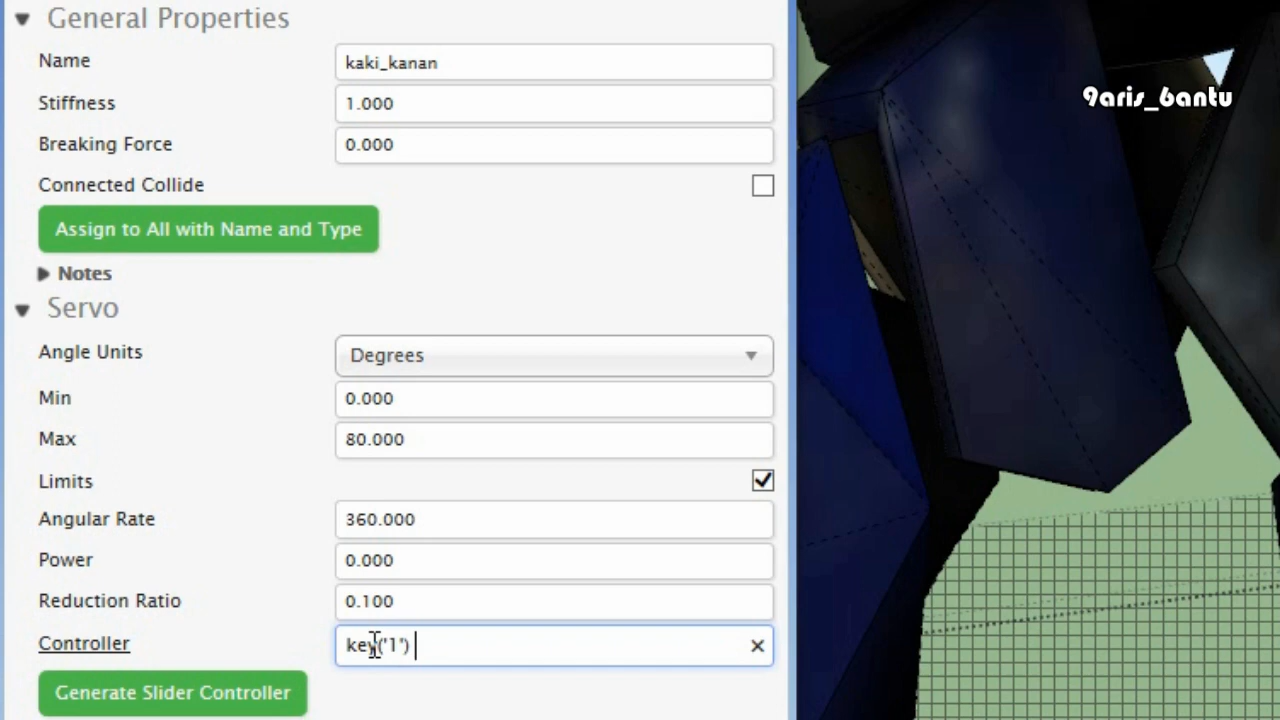 General Properties
Name kaki_kanan
Stiffness 1.000
Breaking Force 0.000
Connected Collide
Assign to All with Name and Type
Notes
Servo
Angle Units Degrees
Min 0.000
Max 80.000
Limits
Angular Rate 360.000
Power 0.000
Reduction Ratio 0.100
Controller key('1')
Generate Slider Controller
9aris_6antu